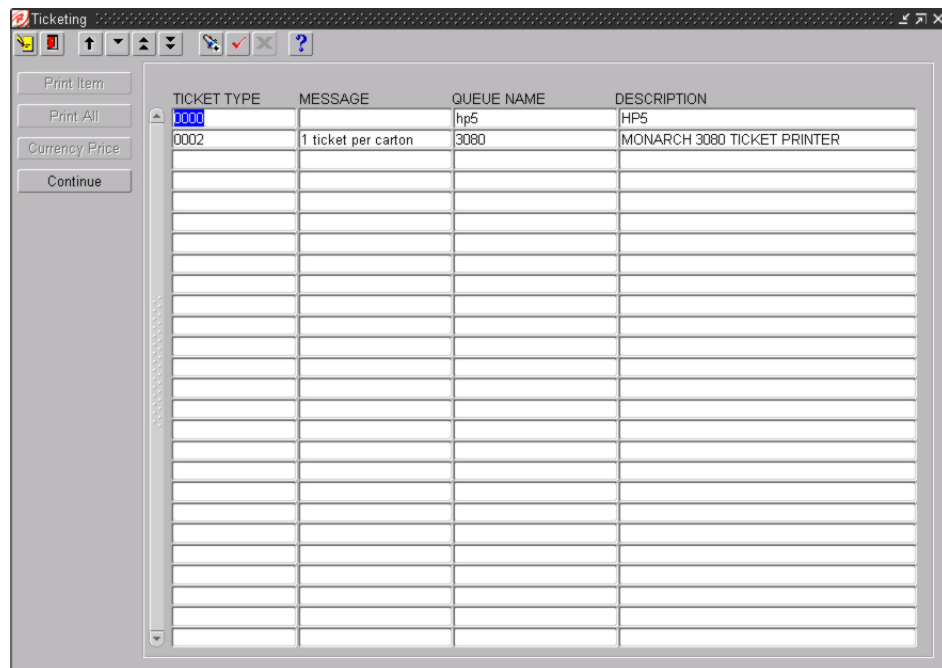 Ticketing
Print Item
Print All
Currency Price
Continue
TICKET TYPE MESSAGE QUEUE NAME DESCRIPTION
0000 hp5 HP5
0002 1 ticket per carton 3080 MONARCH 3080 TICKET PRINTER